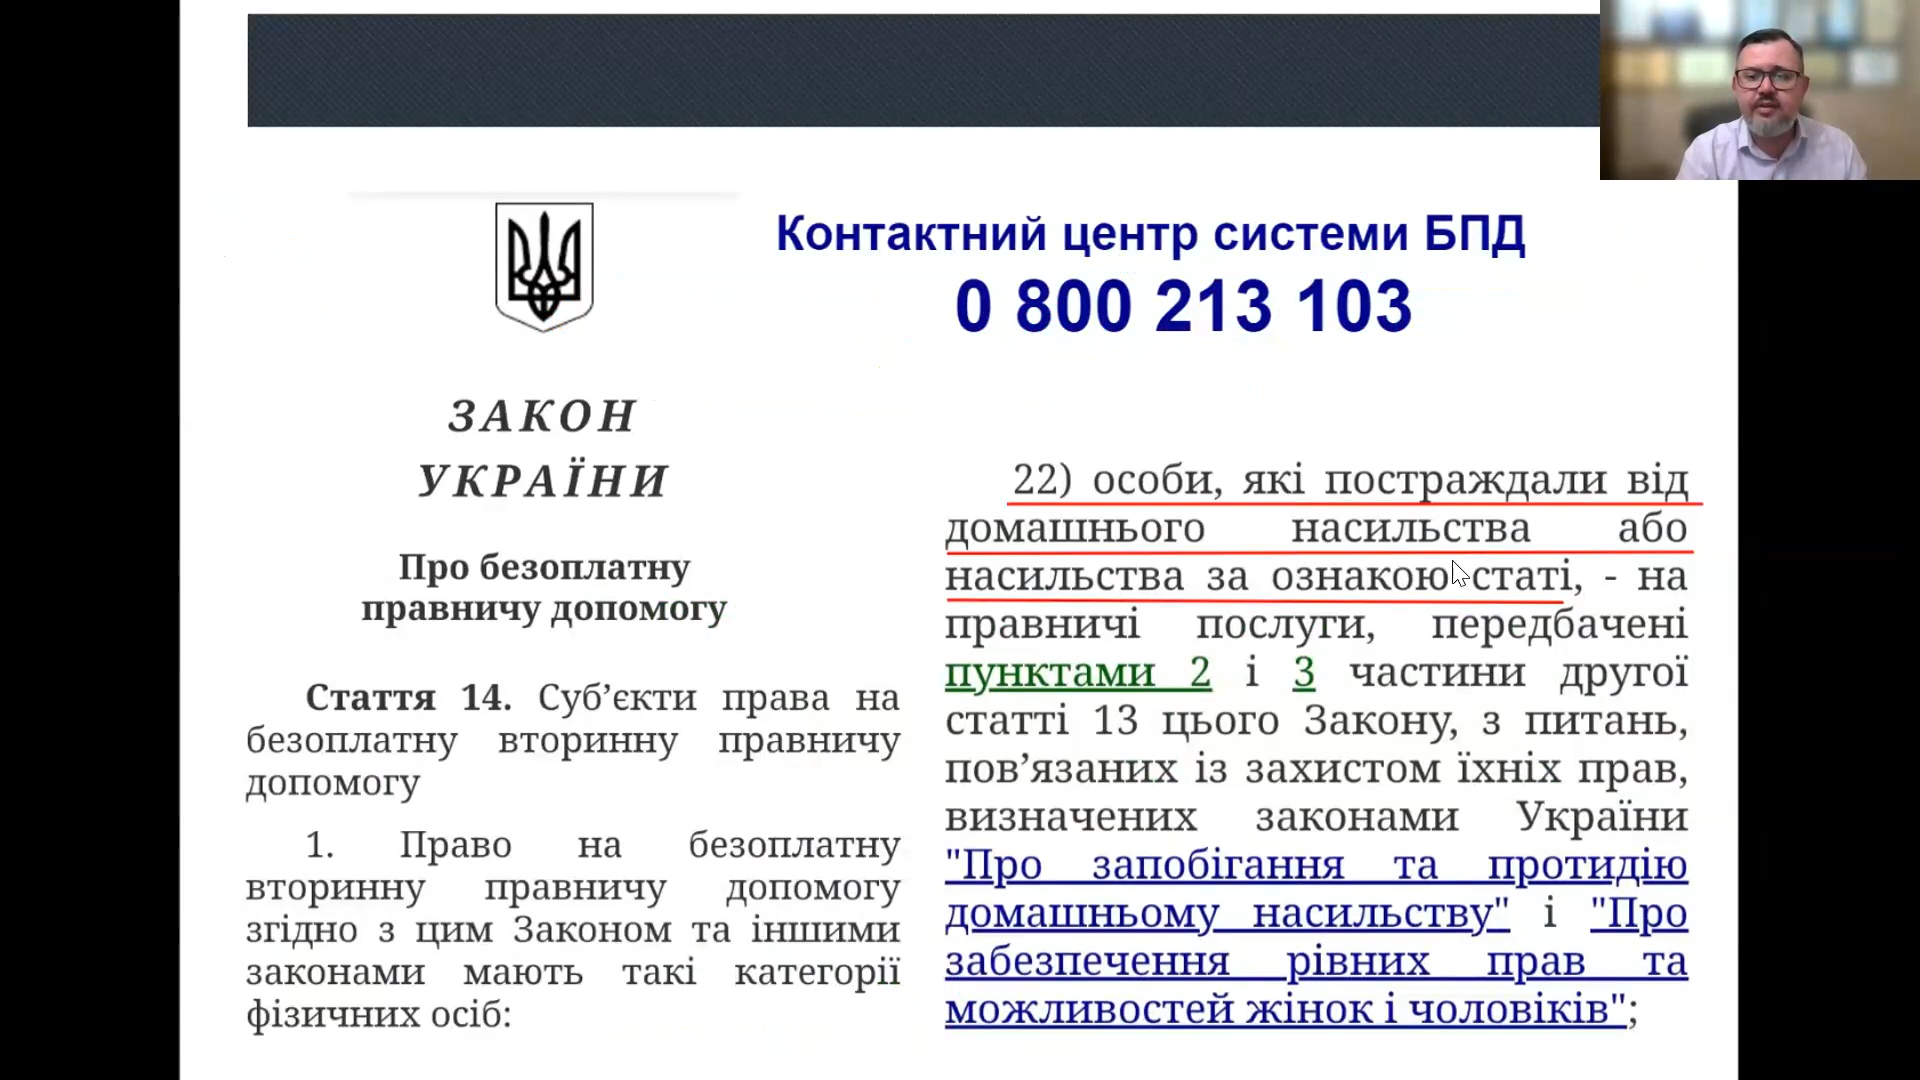 Контактний центр системи БПД
0 800 213 103
ЗАКОН
УКРАЇНИ
Про безоплатну
правничу допомогу
Стаття 14. Суб’єкти права на
безоплатну вторинну правничу
допомогу
1. Право на безоплатну
вторинну правничу допомогу
згідно з цим Законом та іншими
законами мають такі категорії
фізичних осіб:
22) особи, які постраждали від
домашнього насильства або
насильства за ознакою статі, - на
правничі послуги, передбачені
пунктами 2 і 3 частини другої
статті 13 цього Закону, з питань,
пов’язаних із захистом їхніх прав,
визначених законами України
"Про запобігання та протидію
домашньому насильству" і "Про
забезпечення рівних прав та
можливостей жінок і чоловіків";